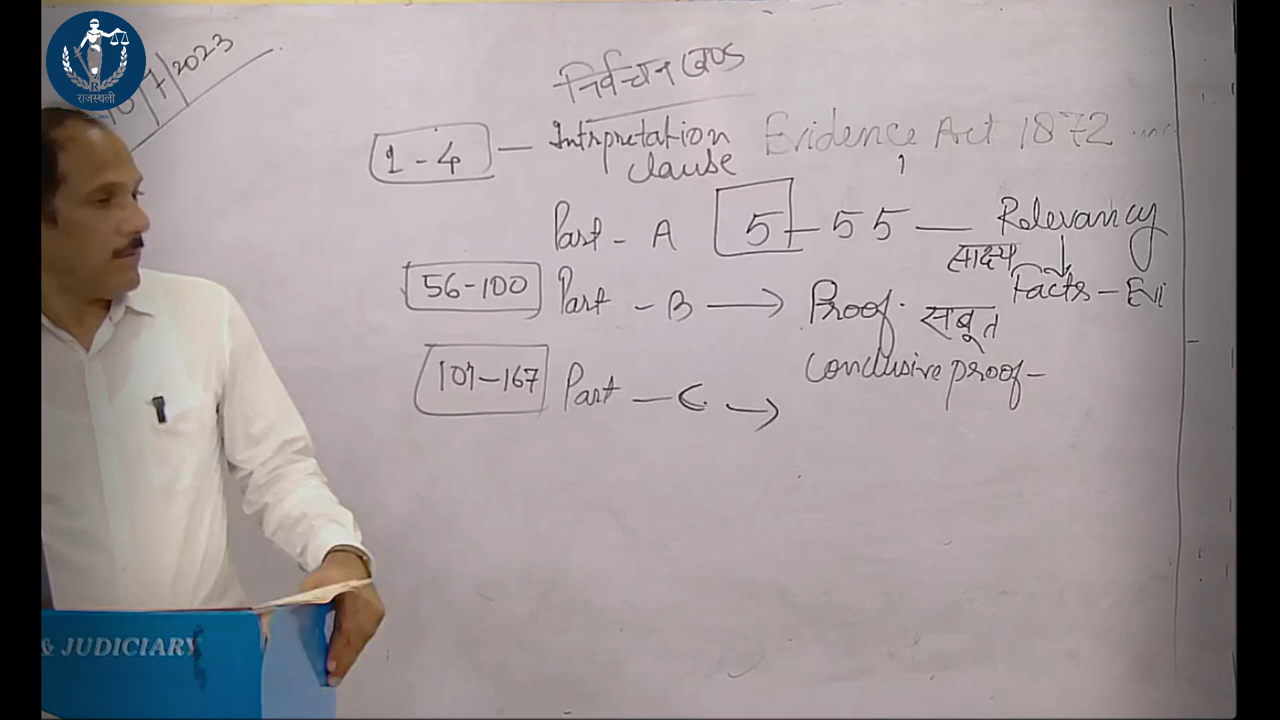 राजस्थली
10/7/2023
निर्वचन खण्ड
1-4 — Intrpretation clause
Evidence Act 1872
Part - A 5-55 — Relevancy
साक्ष्य
Facts - Evi
56-100 Part - B → Proof. सबूत
Conclusive proof -
101-167 Part - C. →
& JUDICIARY